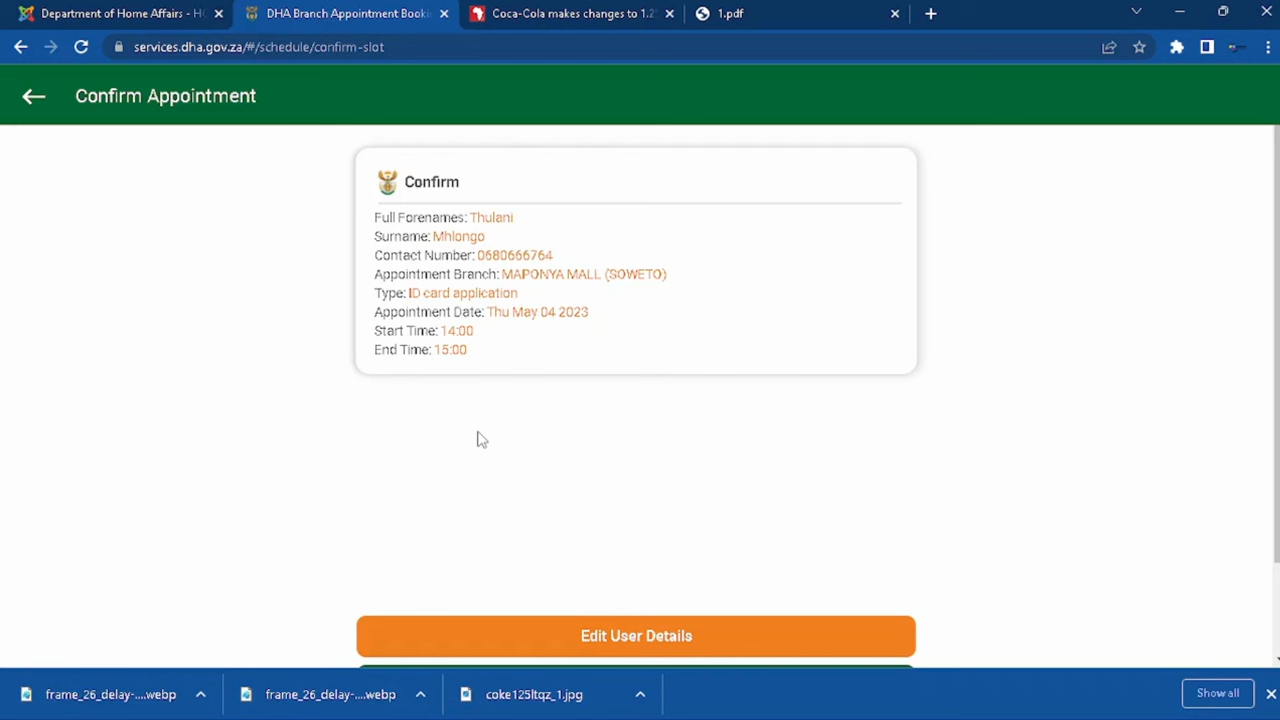 Department of Home Affairs - HO
DHA Branch Appointment Bookin
Coca-Cola makes changes to 1.2
1.pdf
services.dha.gov.za/#/schedule/confirm-slot
Confirm Appointment
Confirm
Full Forenames: Thulani
Surname: Mhlongo
Contact Number: 0680666764
Appointment Branch: MAPONYA MALL (SOWETO)
Type: ID card application
Appointment Date: Thu May 04 2023
Start Time: 14:00
End Time: 15:00
Edit User Details
frame_26_delay-....webp
frame_26_delay-....webp
coke125ltqz_1.jpg
Show all